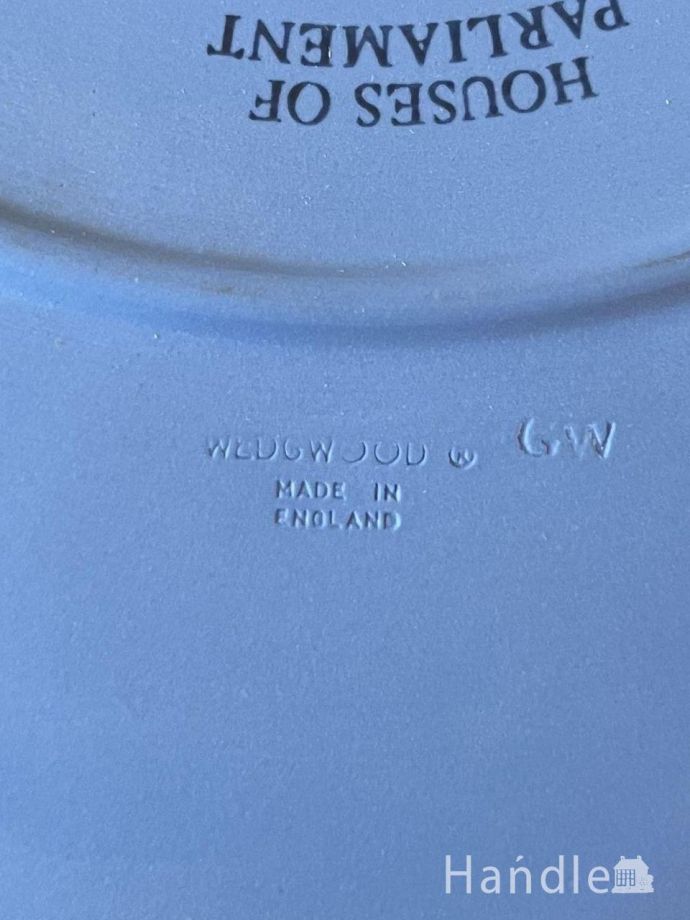 HOUSES OF
PARLIAMENT
WEDGWOOD ® GW
MADE IN
ENGLAND
Handle